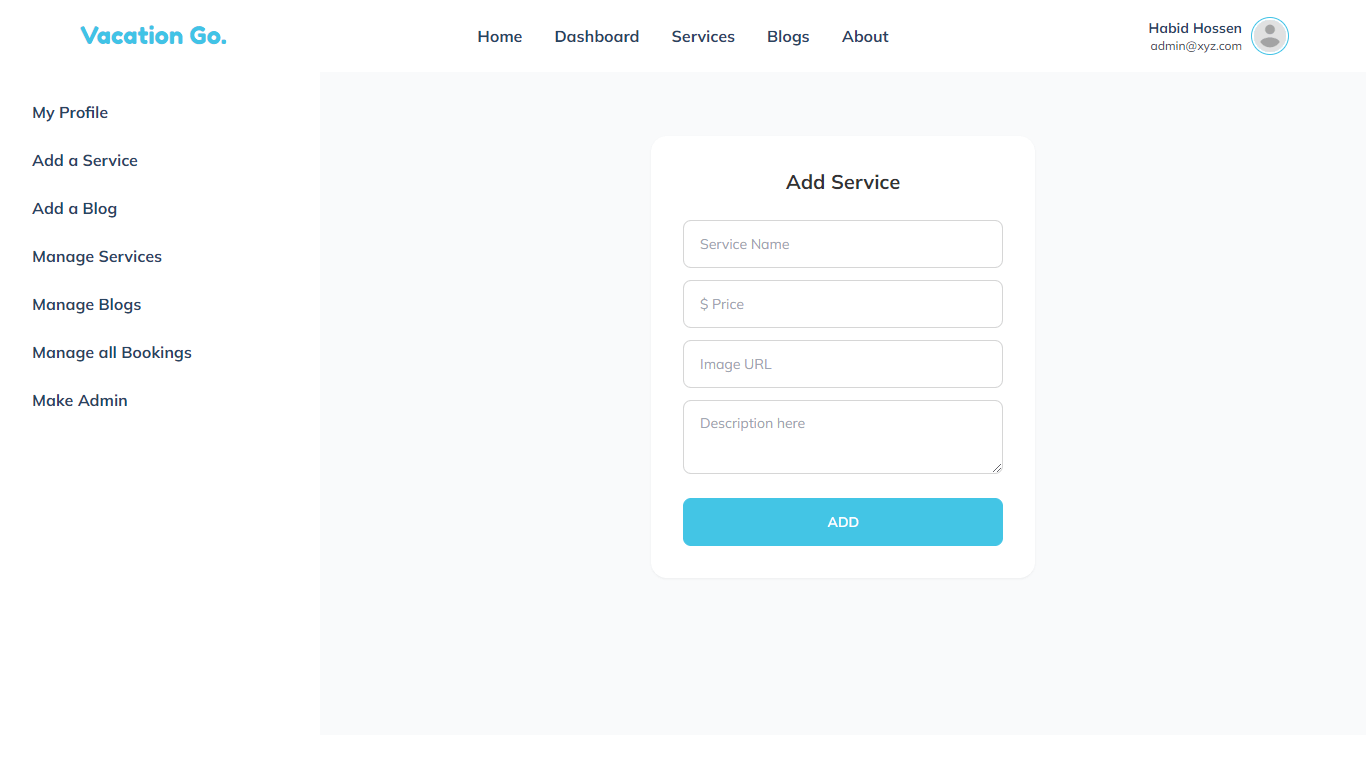 Vacation Go.
Home Dashboard Services Blogs About
Habid Hossen
admin@xyz.com
My Profile
Add a Service
Add a Blog
Manage Services
Manage Blogs
Manage all Bookings
Make Admin
Add Service
Service Name
$ Price
Image URL
Description here
ADD